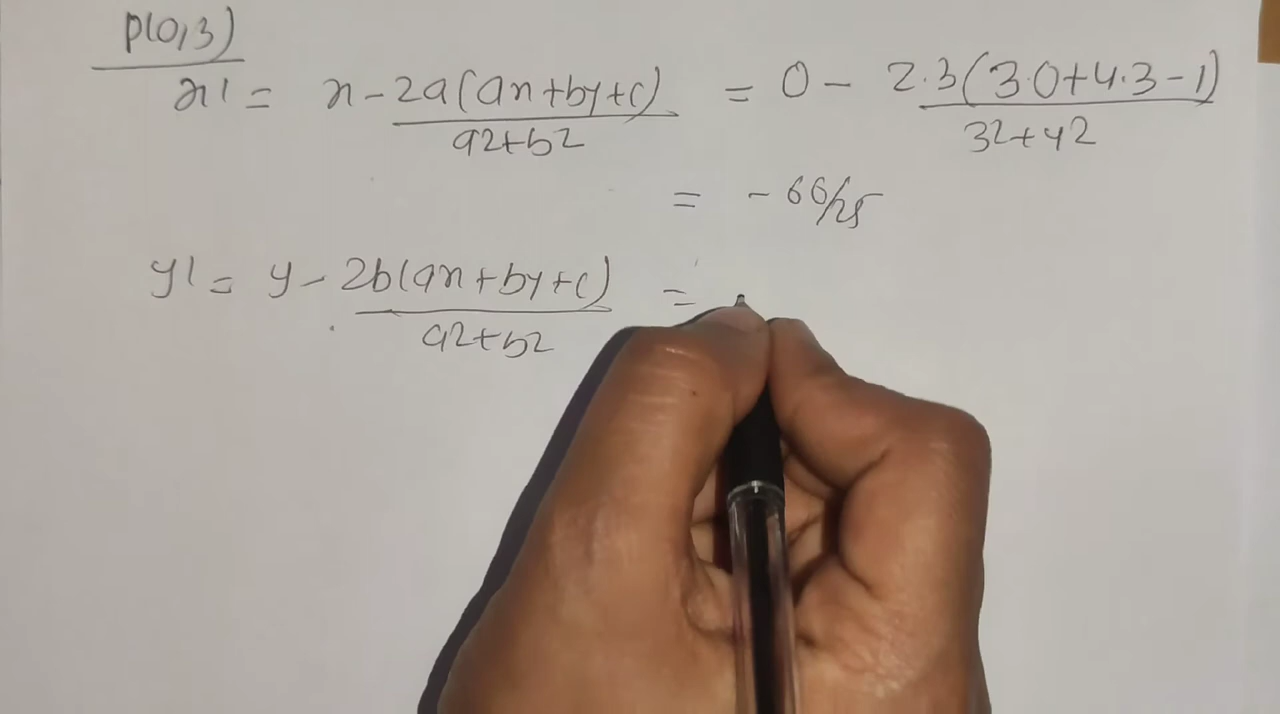 P(0,3)
x' = x - 2a(ax+by+c)/a2+b2 = 0 - 2.3(3.0+4.3-1)/32+42
= - 66/25
y' = y - 2b(ax+by+c)/a2+b2 =